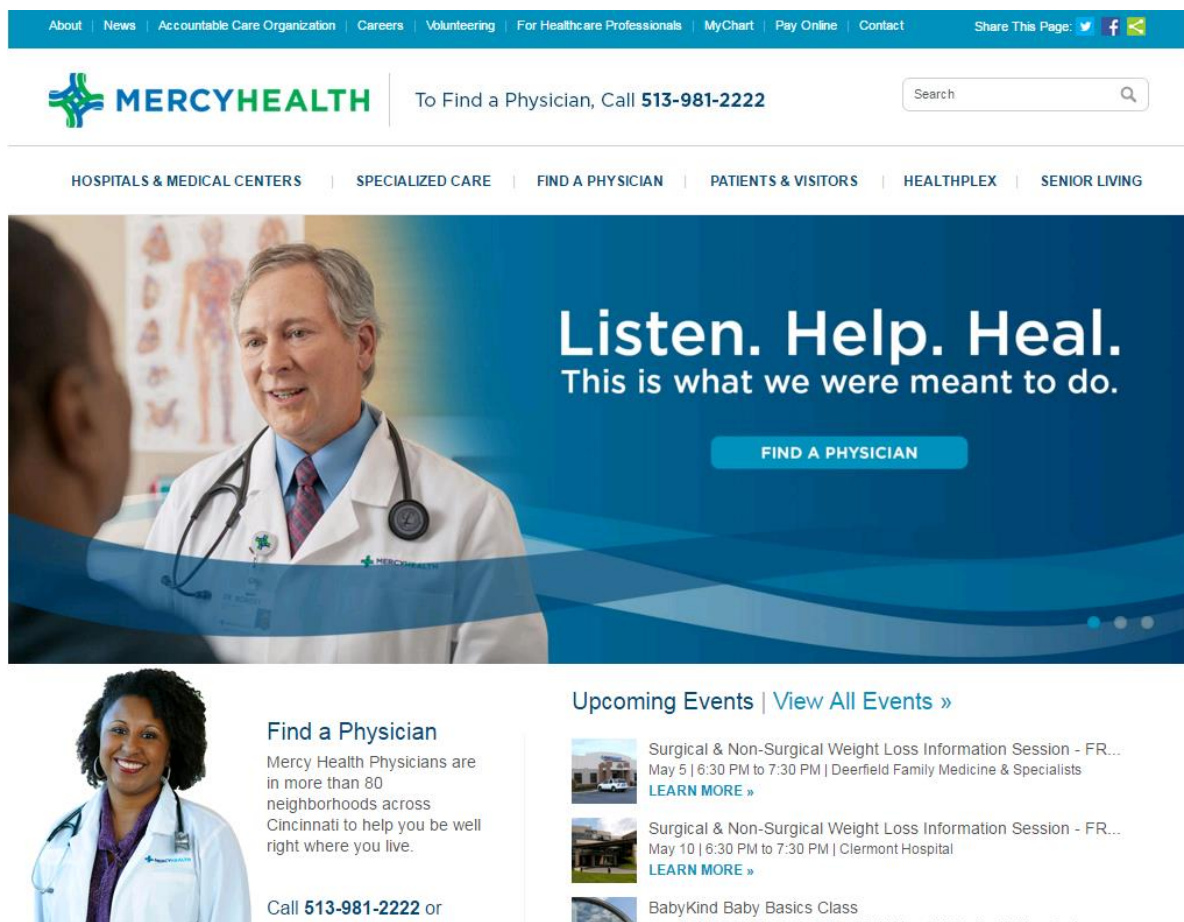 About | News | Accountable Care Organization | Careers | Volunteering | For Healthcare Professionals | MyChart | Pay Online | Contact
Share This Page:
MERCYHEALTH
To Find a Physician, Call 513-981-2222
Search
HOSPITALS & MEDICAL CENTERS | SPECIALIZED CARE | FIND A PHYSICIAN | PATIENTS & VISITORS | HEALTHPLEX | SENIOR LIVING
Listen. Help. Heal.
This is what we were meant to do.
FIND A PHYSICIAN
MERCYHEALTH
Find a Physician
Mercy Health Physicians are
in more than 80
neighborhoods across
Cincinnati to help you be well
right where you live.
Call 513-981-2222 or
MERCYHEALTH
Upcoming Events | View All Events »
Surgical & Non-Surgical Weight Loss Information Session - FR...
May 5 | 6:30 PM to 7:30 PM | Deerfield Family Medicine & Specialists
LEARN MORE »
Surgical & Non-Surgical Weight Loss Information Session - FR...
May 10 | 6:30 PM to 7:30 PM | Clermont Hospital
LEARN MORE »
BabyKind Baby Basics Class